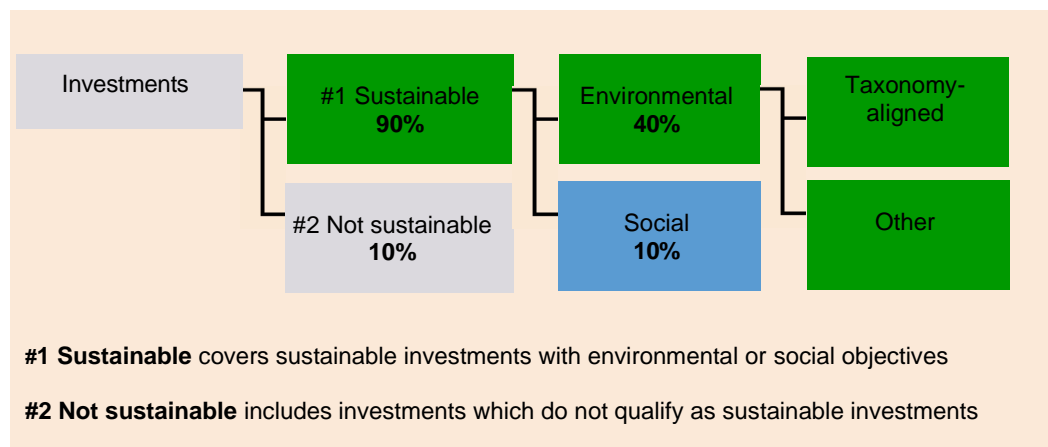 Investments
#1 Sustainable
90%
#2 Not sustainable
10%
Environmental
40%
Social
10%
Taxonomy-
aligned
Other
#1 Sustainable covers sustainable investments with environmental or social objectives
#2 Not sustainable includes investments which do not qualify as sustainable investments